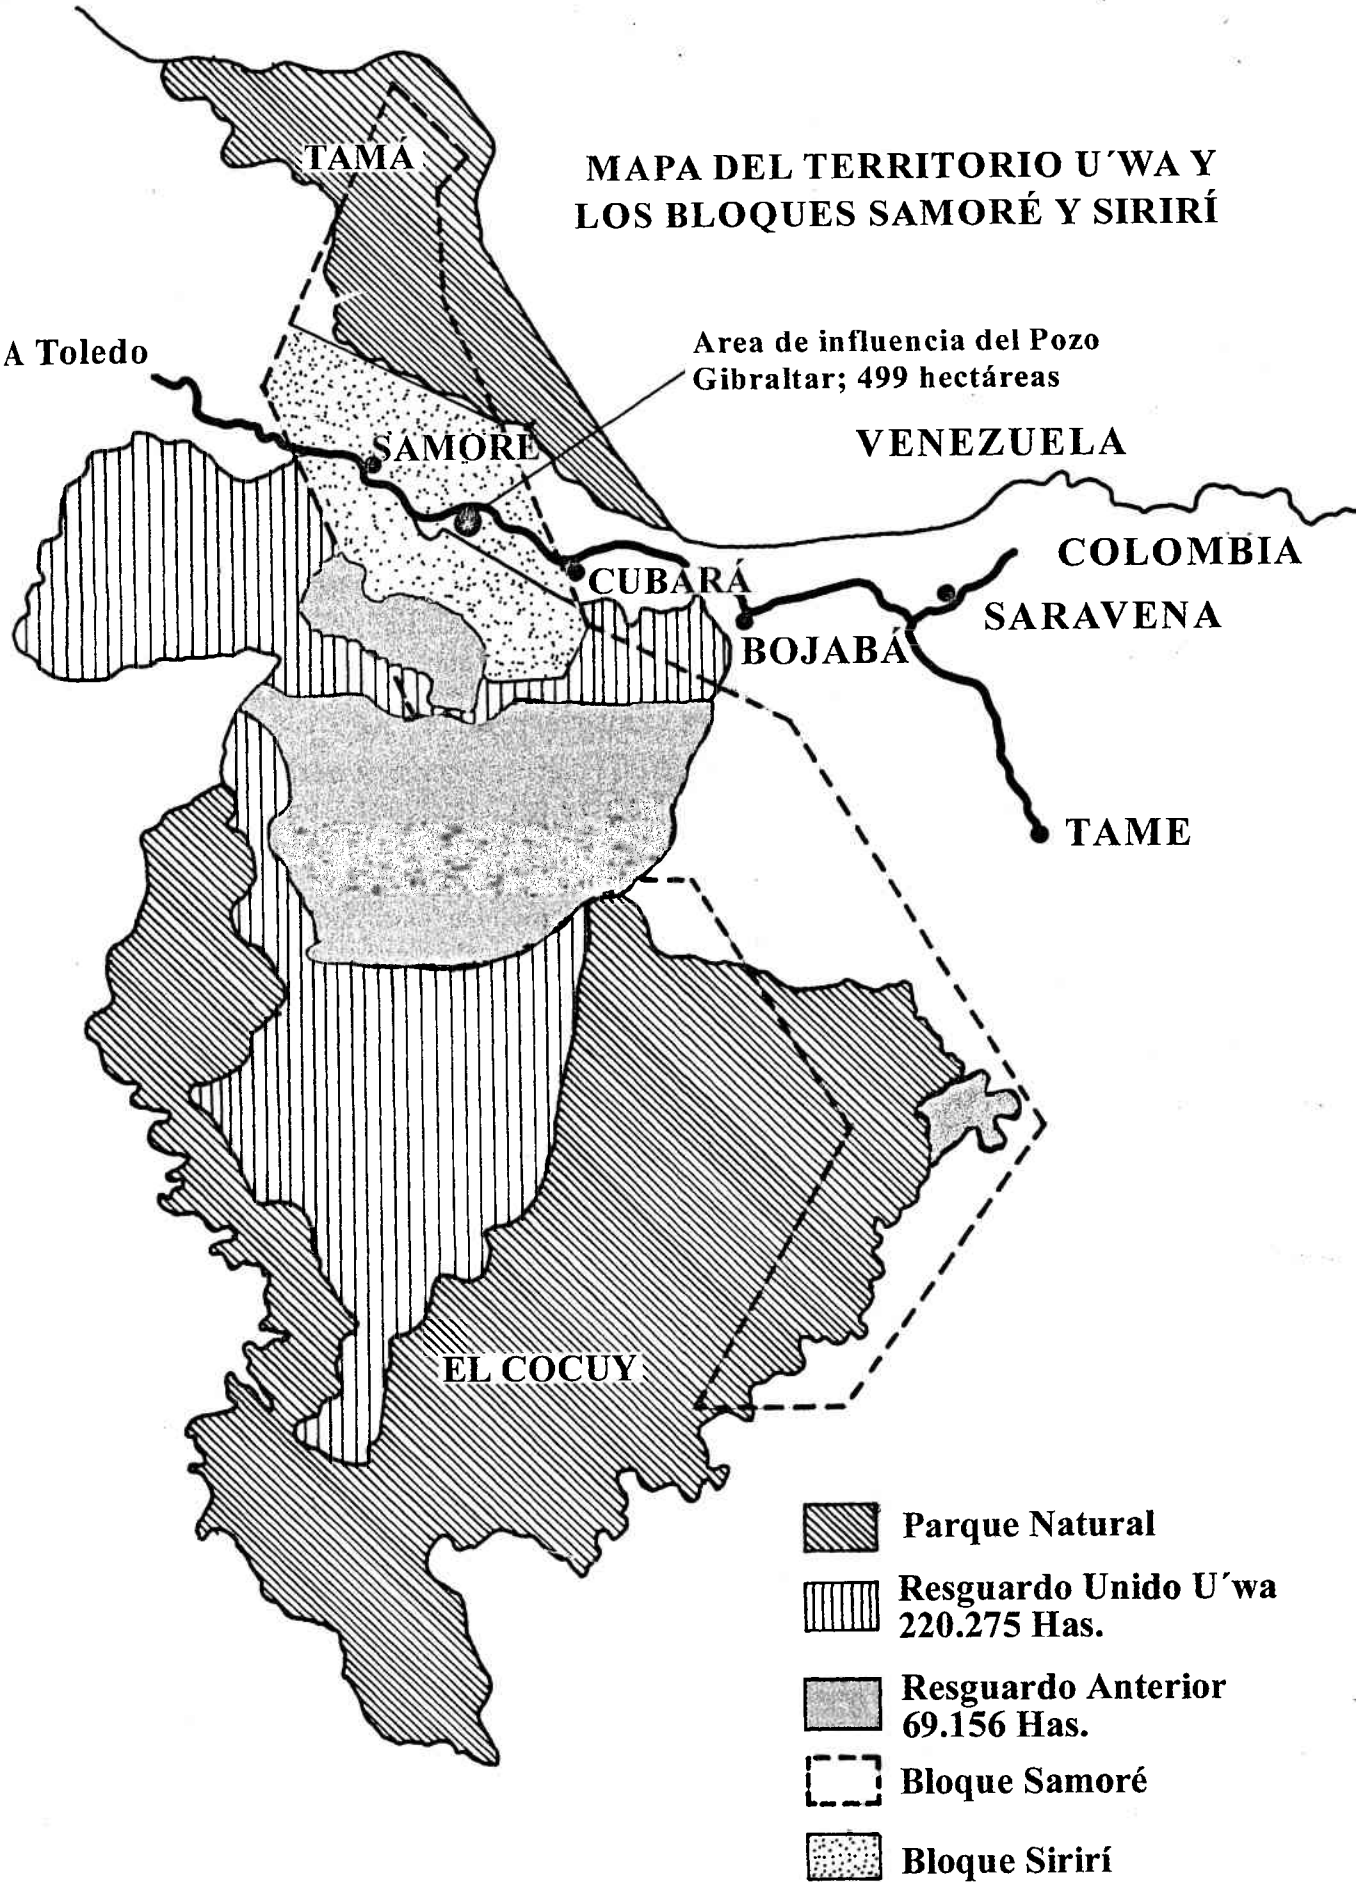 TAMÁ
MAPA DEL TERRITORIO U´WA Y
LOS BLOQUES SAMORÉ Y SIRIRÍ
A Toledo
Area de influencia del Pozo
Gibraltar; 499 hectáreas
SAMORE
VENEZUELA
COLOMBIA
CUBARÁ
SARAVENA
BOJABÁ
TAME
EL COCUY
Parque Natural
Resguardo Unido U´wa
220.275 Has.
Resguardo Anterior
69.156 Has.
Bloque Samoré
Bloque Sirirí